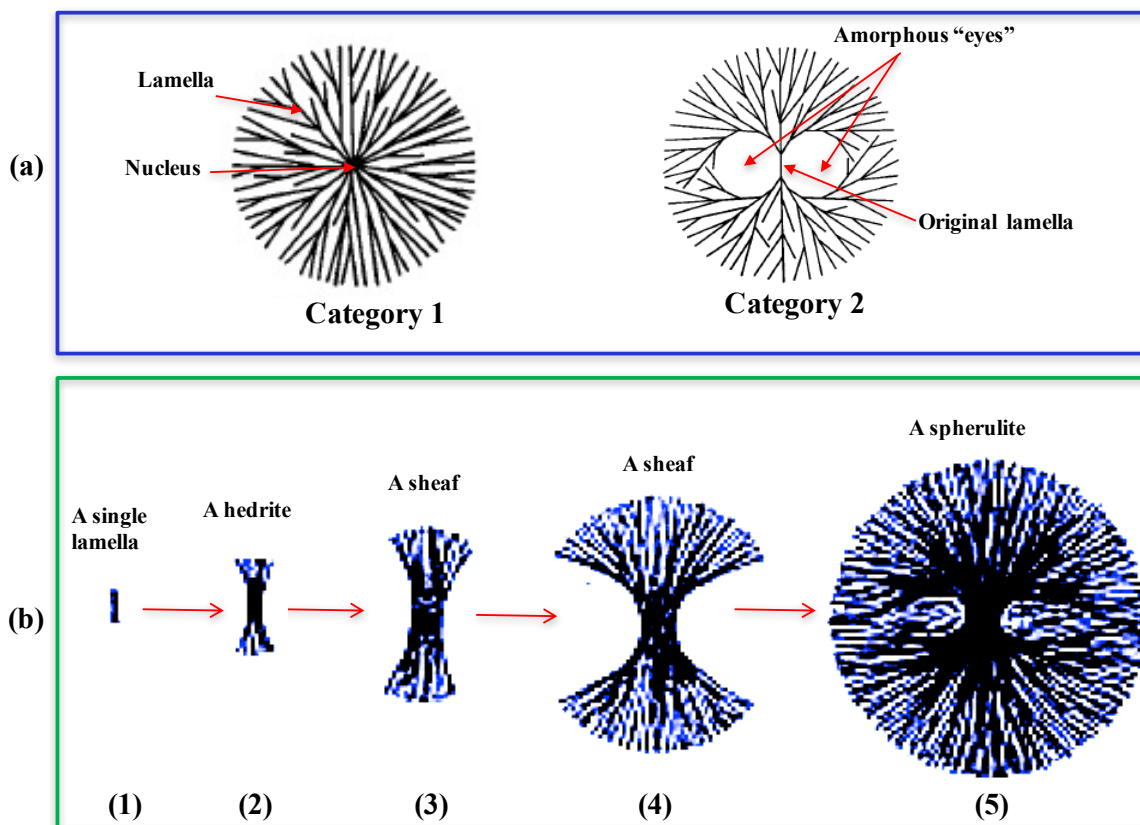 (a)
Lamella
Nucleus
Category 1
Amorphous “eyes”
Original lamella
Category 2
(b)
A single
lamella
A hedrite
A sheaf
A sheaf
A spherulite
(1)
(2)
(3)
(4)
(5)